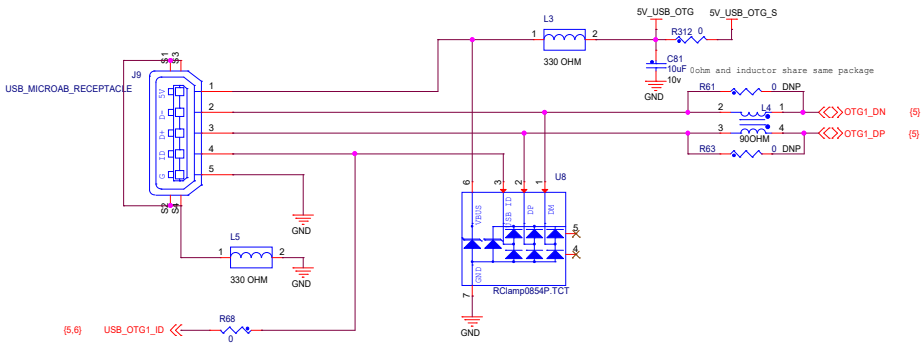 5V_USB_OTG
5V_USB_OTG_S
L3
1
2
330 OHM
R312
0
C81
10uF
10v
GND
0ohm and inductor share same package
S1
S3
J9
USB_MICROAB_RECEPTACLE
5V
D-
D+
ID
G
1
2
3
4
5
S2
S4
R61
0
DNP
L4
2
1
3
4
90OHM
R63
0
DNP
OTG1_DN
{5}
OTG1_DP
{5}
GND
U8
6
3
2
1
VBUS
USB ID
DP
DM
5
4
GND
RClamp0854P.TCT
7
GND
L5
1
2
330 OHM
GND
{5,6}
USB_OTG1_ID
R68
0